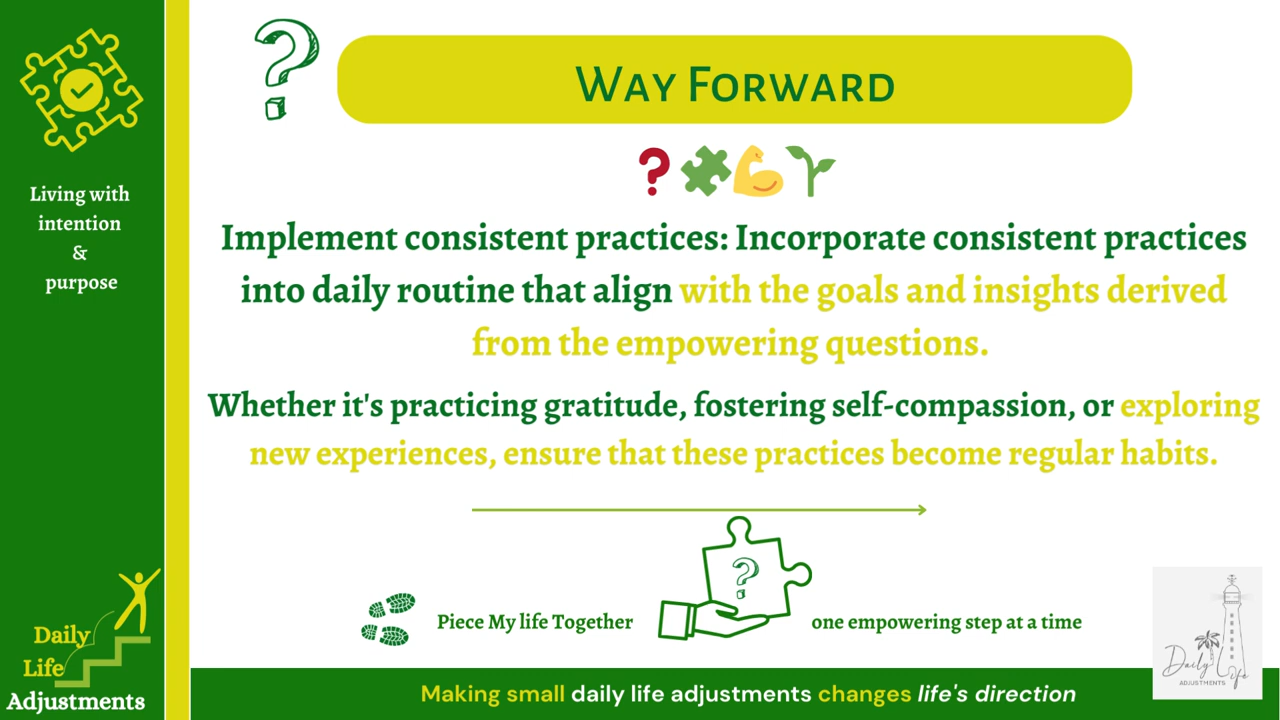 ?
Way Forward
❓🧩💪🌱
Living with
intention
&
purpose
Implement consistent practices: Incorporate consistent practices
into daily routine that align with the goals and insights derived
from the empowering questions.
Whether it's practicing gratitude, fostering self-compassion, or exploring
new experiences, ensure that these practices become regular habits.
?
Piece My life Together
one empowering step at a time
Daily
Life
Adjustments
Daily Life
ADJUSTMENTS
Making small daily life adjustments changes life's direction